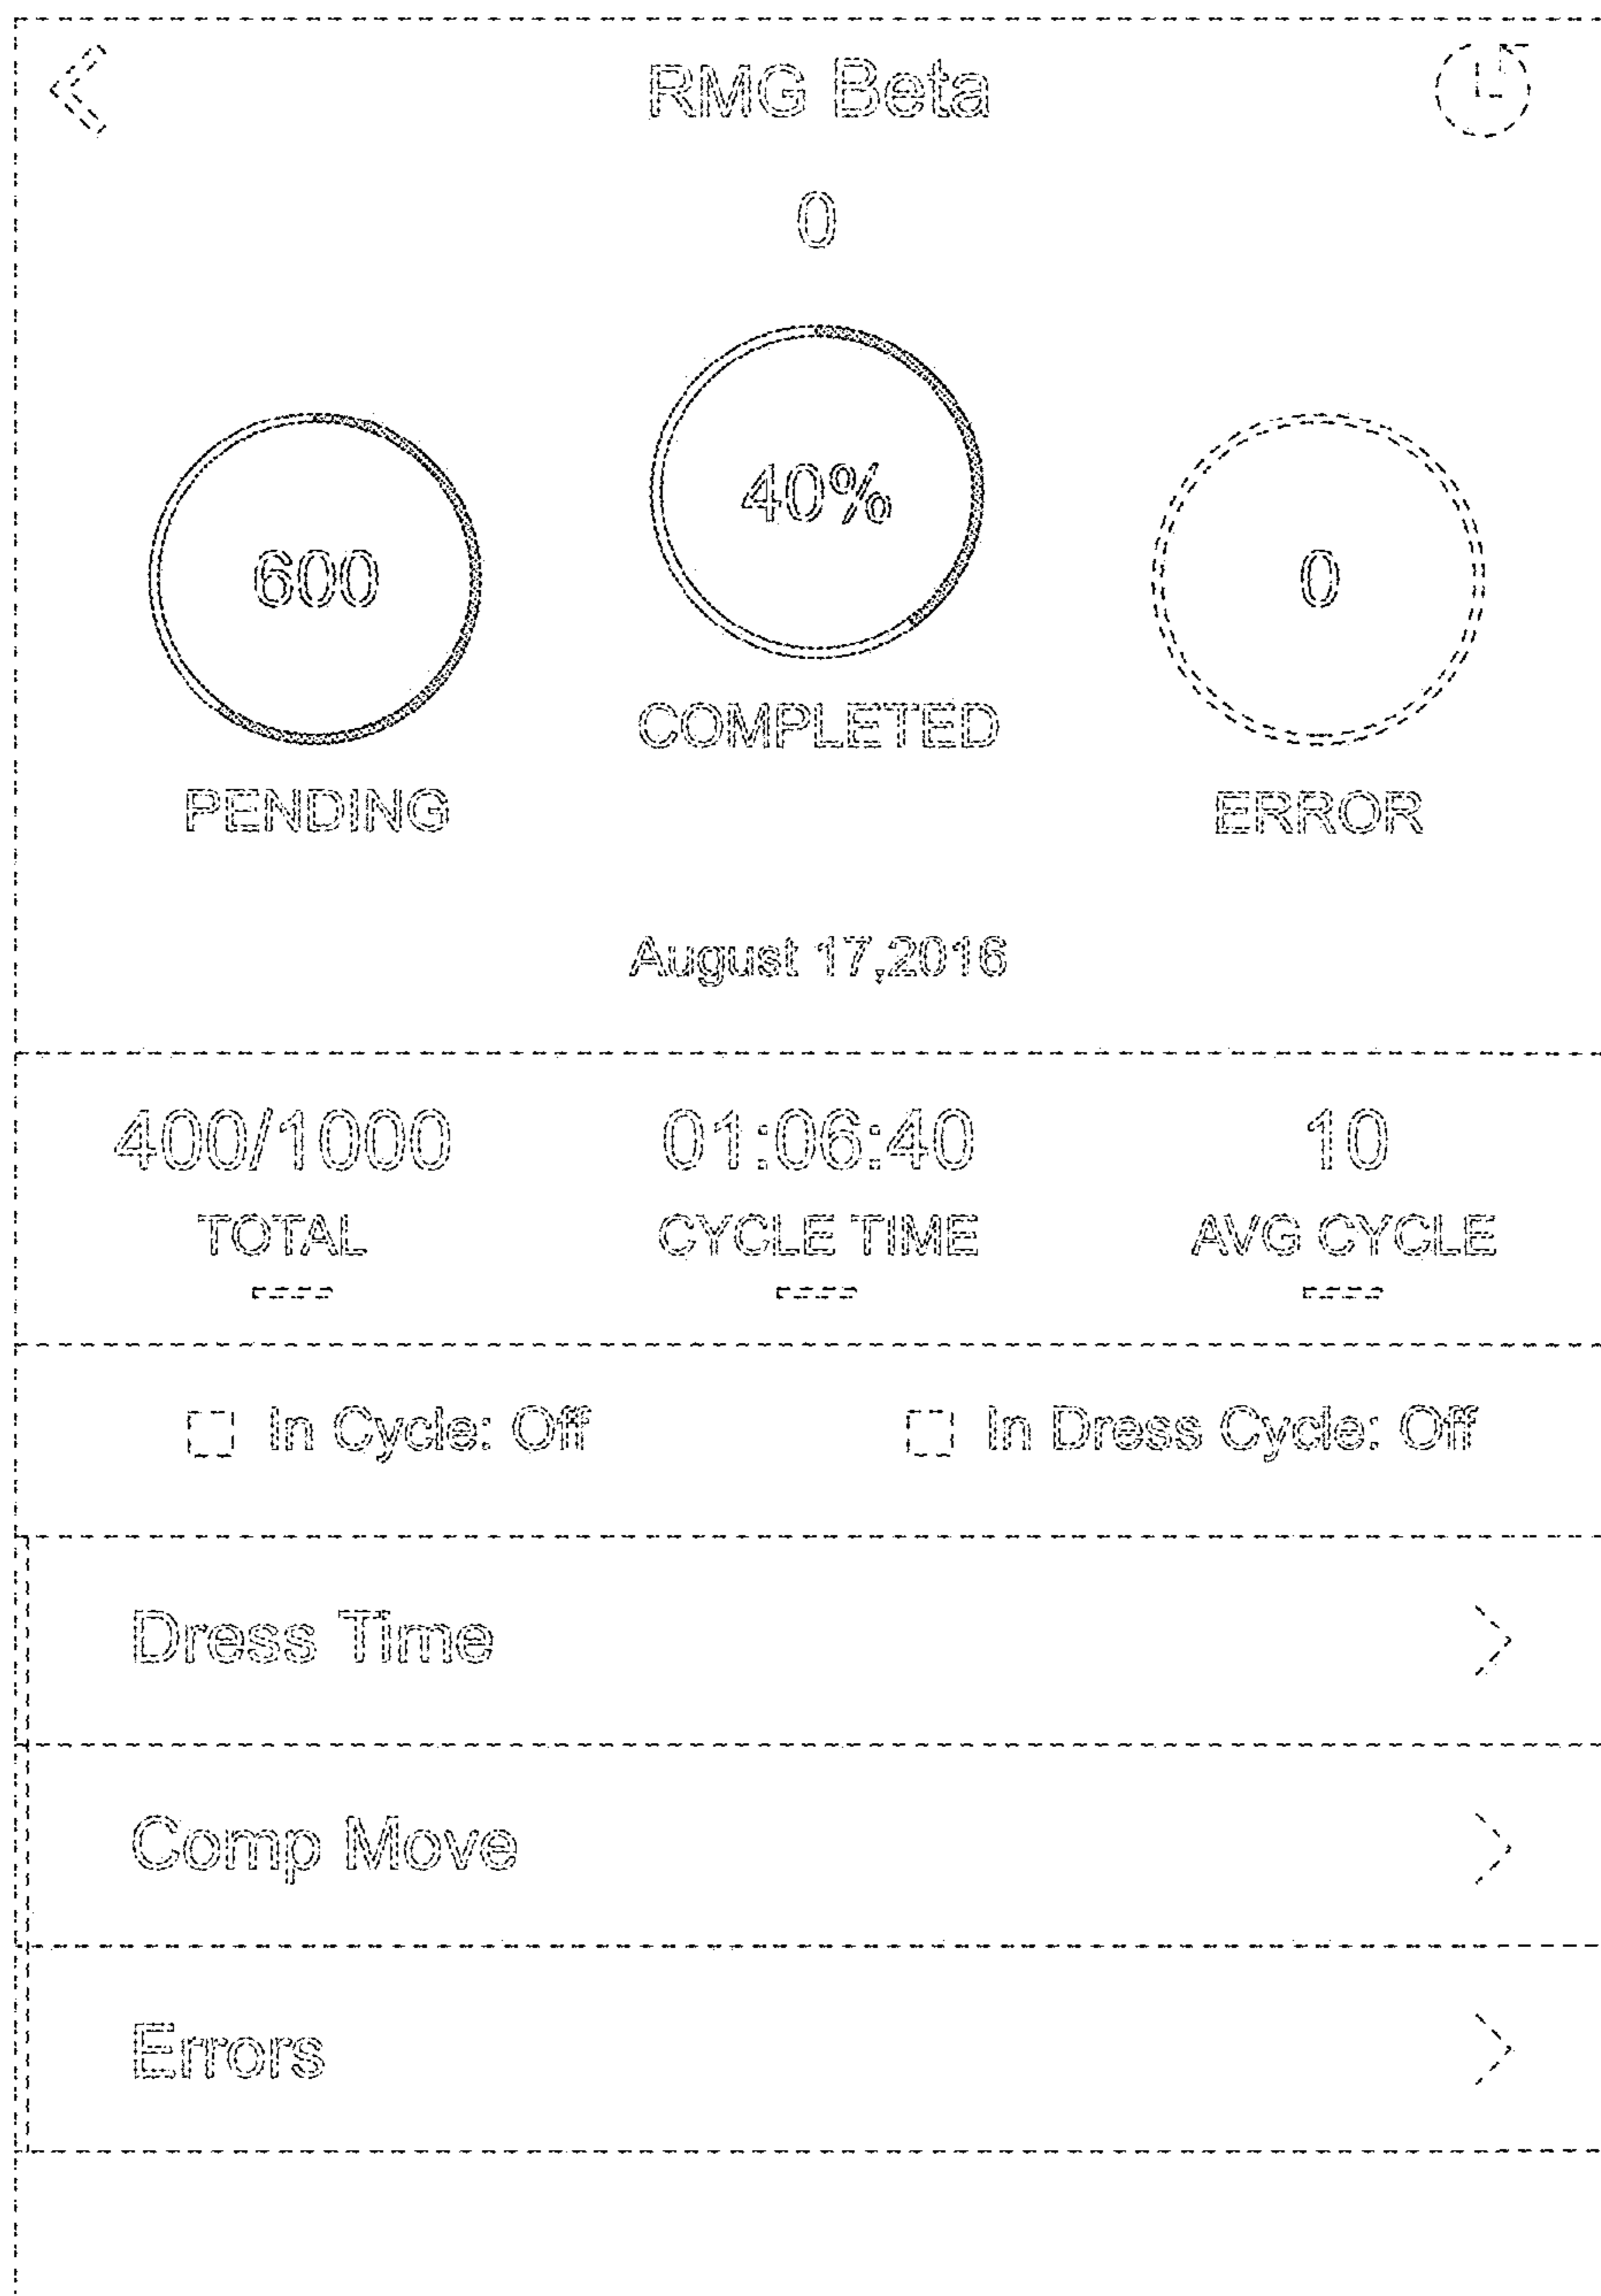 RMG Beta
0
600
40%
0
COMPLETED
PENDING
ERROR
August 17,2016
400/1000
01:06:40
10
TOTAL
CYCLE TIME
AVG CYCLE
In Cycle: Off
In Dress Cycle: Off
Dress Time
Comp Move
Errors